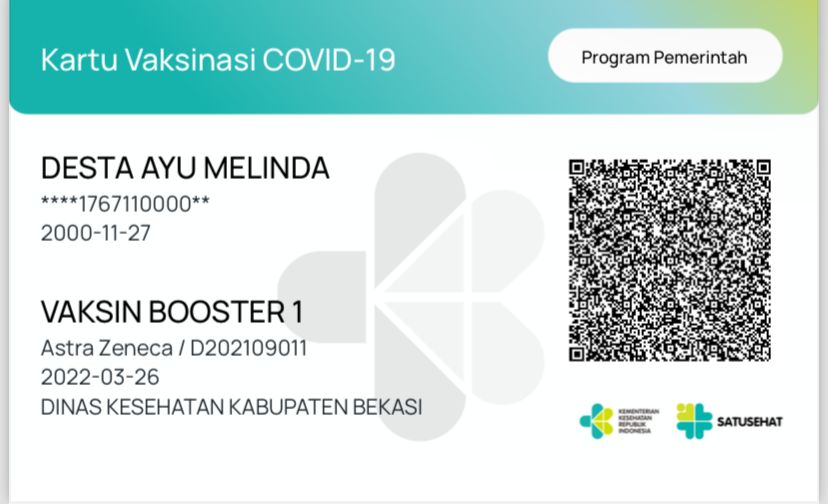 Kartu Vaksinasi COVID-19
Program Pemerintah
DESTA AYU MELINDA
****1767110000**
2000-11-27
VAKSIN BOOSTER 1
Astra Zeneca / D202109011
2022-03-26
DINAS KESEHATAN KABUPATEN BEKASI
KEMENTERIAN
KESEHATAN
REPUBLIK
INDONESIA
SATUSEHAT